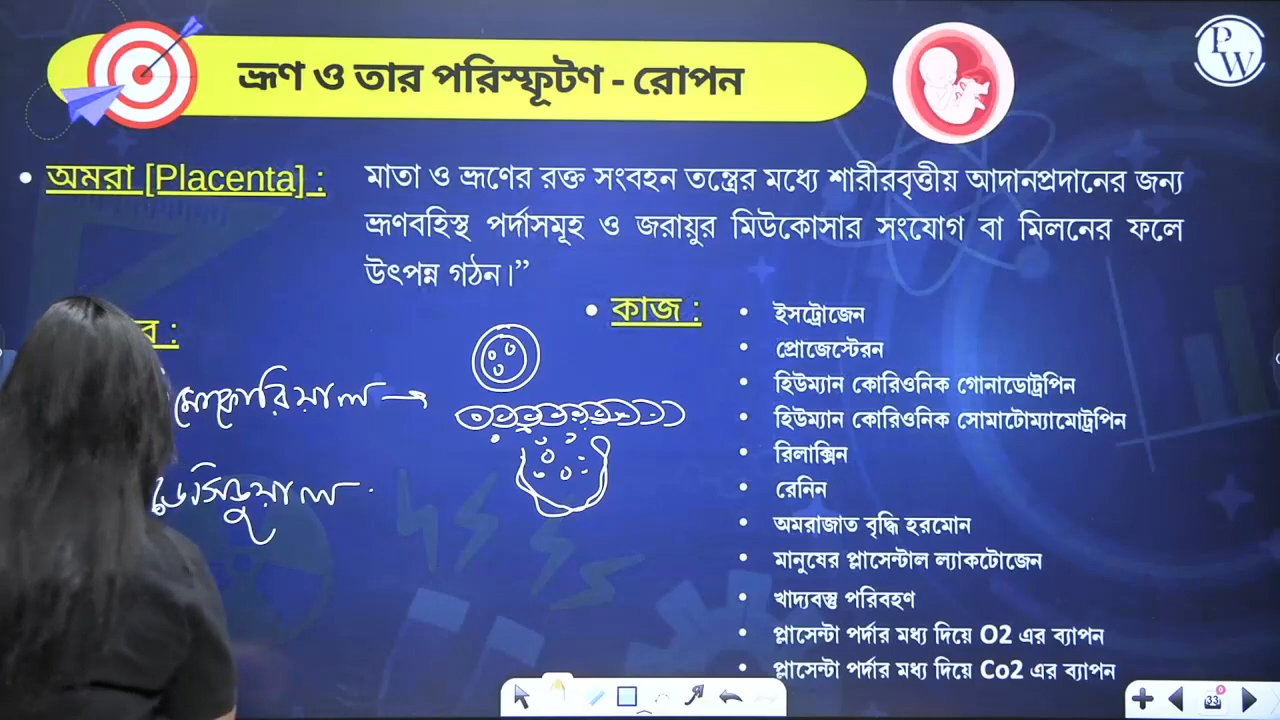 ভ্রূণ ও তার পরিস্ফূটণ - রোপন
PW
• অমরা [Placenta] :
মাতা ও ভ্রূণের রক্ত সংবহন তন্ত্রের মধ্যে শারীরবৃত্তীয় আদানপ্রদানের জন্য
ভ্রূণবহিস্থ পর্দাসমূহ ও জরায়ুর মিউকোসার সংযোগ বা মিলনের ফলে
উৎপন্ন গঠন।”
• কাজ :
• ইসট্রোজেন
• প্রোজেস্টেরন
• হিউম্যান কোরিওনিক গোনাডোট্রপিন
• হিউম্যান কোরিওনিক সোমাটোম্যামোট্রপিন
• রিলাক্সিন
• রেনিন
• অমরাজাত বৃদ্ধি হরমোন
• মানুষের প্লাসেন্টাল ল্যাকটোজেন
• খাদ্যবস্তু পরিবহণ
• প্লাসেন্টা পর্দার মধ্য দিয়ে O2 এর ব্যাপন
• প্লাসেন্টা পর্দার মধ্য দিয়ে Co2 এর ব্যাপন
ডেসিডুয়াল
33